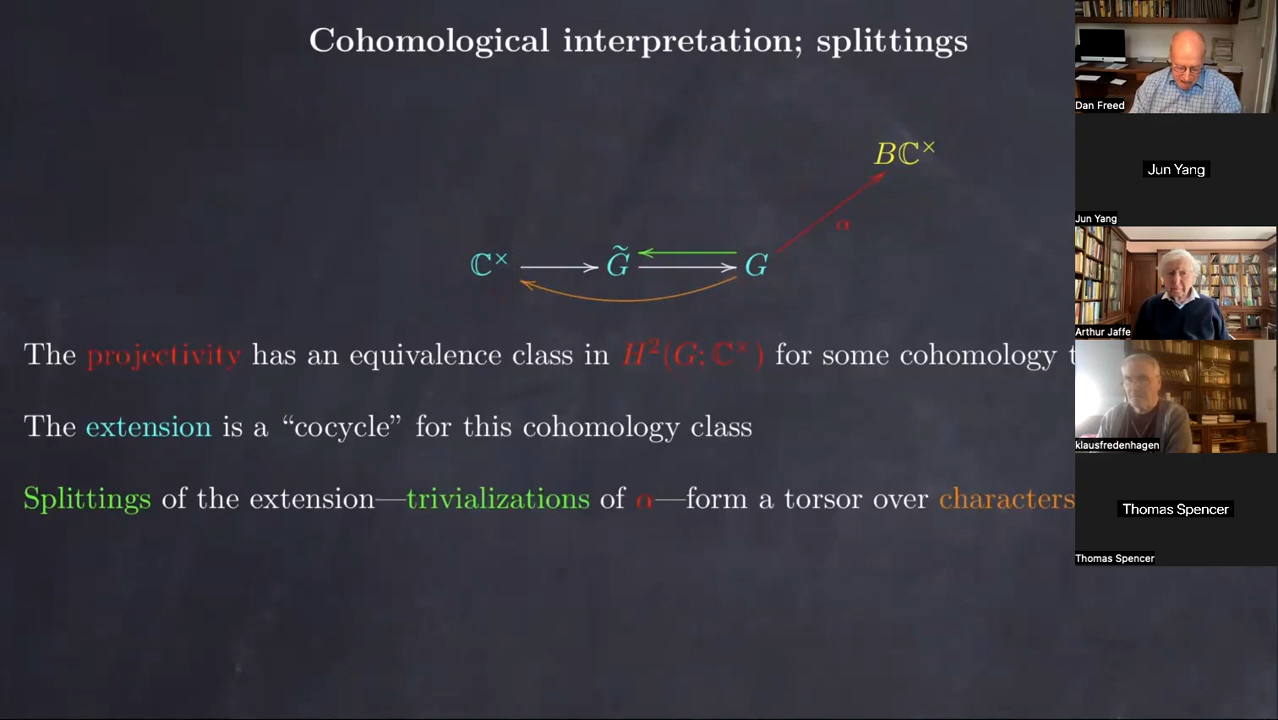 Cohomological interpretation; splittings
Bℂ×
α
ℂ× G̃ G
The projectivity has an equivalence class in H²(G; ℂ×) for some cohomology
The extension is a “cocycle” for this cohomology class
Splittings of the extension—trivializations of α—form a torsor over characters
Dan Freed
Jun Yang
Jun Yang
Arthur Jaffe
klausfredenhagen
Thomas Spencer
Thomas Spencer